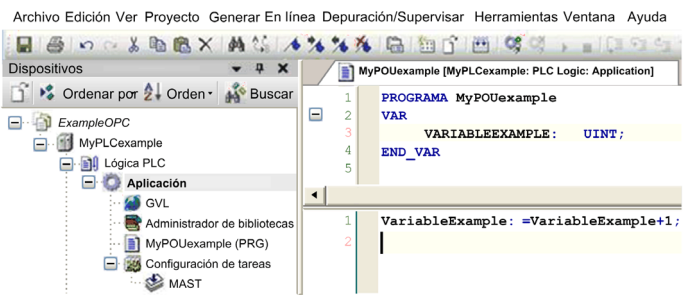 Archivo Edición Ver Proyecto Generar En línea Depuración/Supervisar Herramientas Ventana Ayuda
Dispositivos
Ordenar por Orden Buscar
ExampleOPC
MyPLCexample
Lógica PLC
Aplicación
GVL
Administrador de bibliotecas
MyPOUexample (PRG)
Configuración de tareas
MAST
MyPOUexample [MyPLCexample: PLC Logic: Application]
1 PROGRAMA MyPOUexample
2 VAR
3 VARIABLEEXAMPLE: UINT;
4 END_VAR
5
1 VariableExample: =VariableExample+1;
2